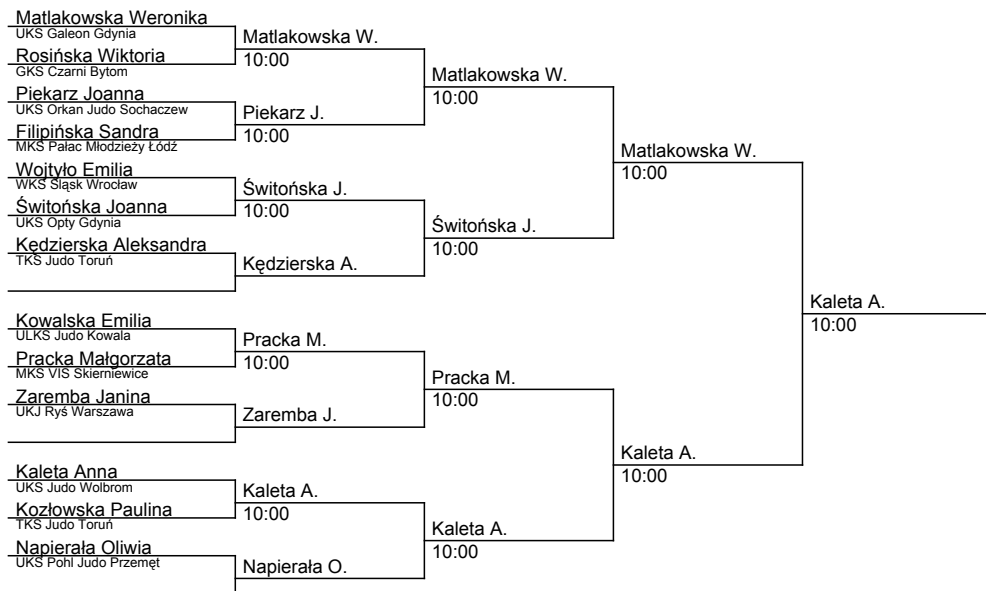 Matlakowska Weronika
UKS Galeon Gdynia
Rosińska Wiktoria
GKS Czarni Bytom
Piekarz Joanna
UKS Orkan Judo Sochaczew
Filipińska Sandra
MKS Pałac Młodzieży Łódź
Wojtyło Emilia
WKS Śląsk Wrocław
Świtońska Joanna
UKS Opty Gdynia
Kędzierska Aleksandra
TKS Judo Toruń
Kowalska Emilia
ULKS Judo Kowala
Pracka Małgorzata
MKS VIS Skierniewice
Zaremba Janina
UKJ Ryś Warszawa
Kaleta Anna
UKS Judo Wolbrom
Kozłowska Paulina
TKS Judo Toruń
Napierała Oliwia
UKS Pohl Judo Przemęt
Matlakowska W.
10:00
Piekarz J.
10:00
Świtońska J.
10:00
Kędzierska A.
Pracka M.
10:00
Zaremba J.
Kaleta A.
10:00
Napierała O.
Matlakowska W.
10:00
Świtońska J.
10:00
Pracka M.
10:00
Kaleta A.
10:00
Matlakowska W.
10:00
Kaleta A.
10:00
Kaleta A.
10:00